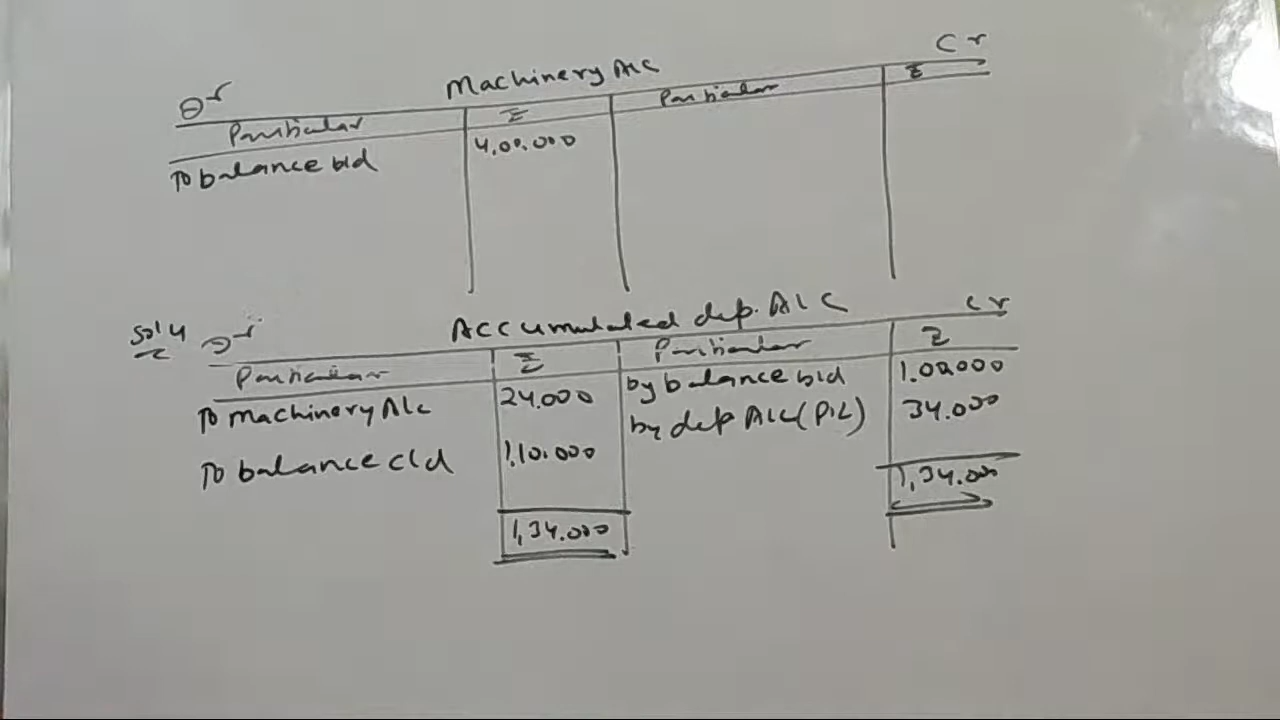 Machinery A/c
Dr Cr
Particular ₹ Particular ₹
To balance b/d 4,00,000
Soln
Accumulated dep. A/c
Dr Cr
Particular ₹ Particular ₹
To machinery A/c 24,000 by balance b/d 1,00,000
To balance c/d 1,10,000 by dep A/c (P/L) 34,000
1,34,000 1,34,000